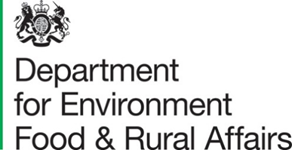 Department
for Environment
Food & Rural Affairs